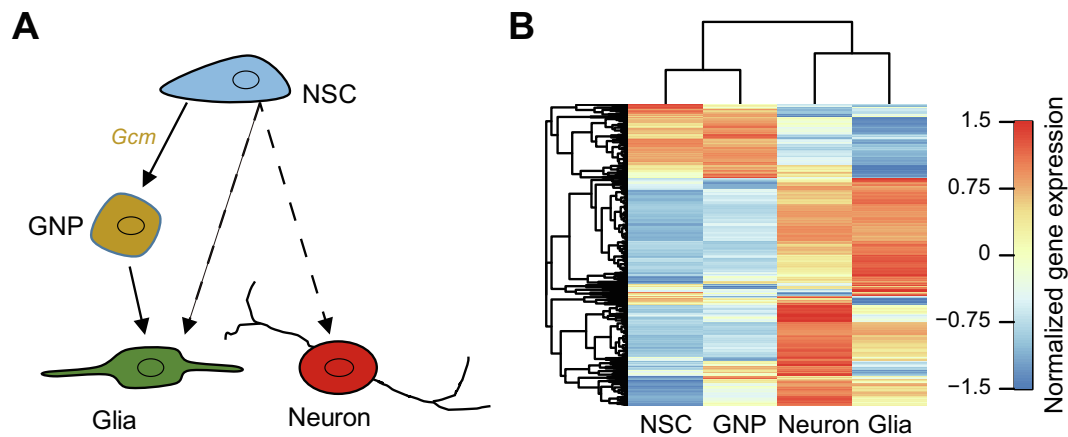 A
NSC
Gcm
GNP
Glia
Neuron
B
1.5
0.75
0
−0.75
−1.5
Normalized gene expression
NSC GNP Neuron Glia